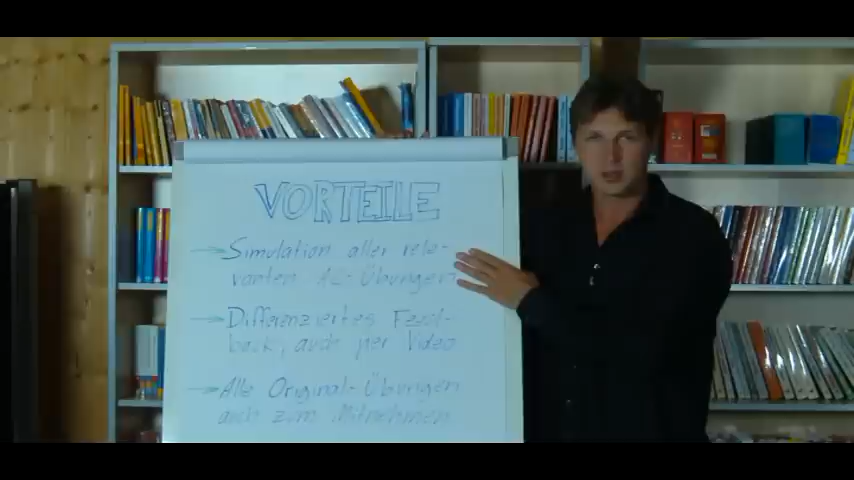 VORTEILE
→ Simulation aller rele-
vanten AC-Übungen
→ Differenziertes Feed-
back, auch per Video
→ Alle Original-Übungen
auch zum Mitnehmen